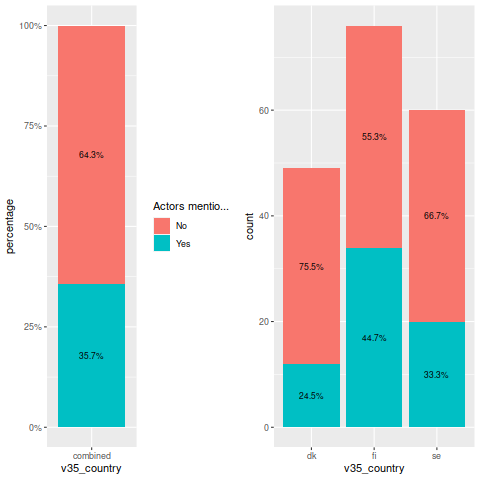 100%
75%
50%
25%
0%
percentage
64.3%
35.7%
combined
v35_country
Actors mentio...
No
Yes
60
40
20
0
count
75.5%
24.5%
55.3%
44.7%
66.7%
33.3%
dk
fi
se
v35_country